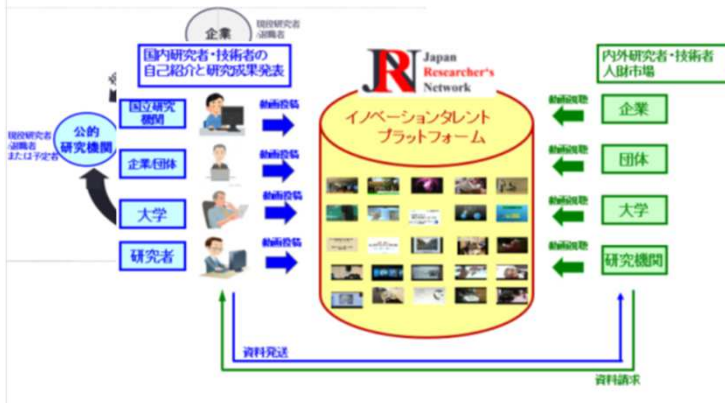 企業
現役研究者
/退職者
国内研究者・技術者の
自己紹介と研究成果発表
JRN
Japan
Researcher's
Network
内外研究者・技術者
人財市場
現役研究者
/退職者
または予定者
公的
研究機関
国立研究
機関
動画投稿
イノベーションタレント
プラットフォーム
動画視聴
企業
企業/団体
動画投稿
動画視聴
団体
大学
動画投稿
動画視聴
大学
研究者
動画投稿
動画視聴
研究機関
資料発送
資料請求